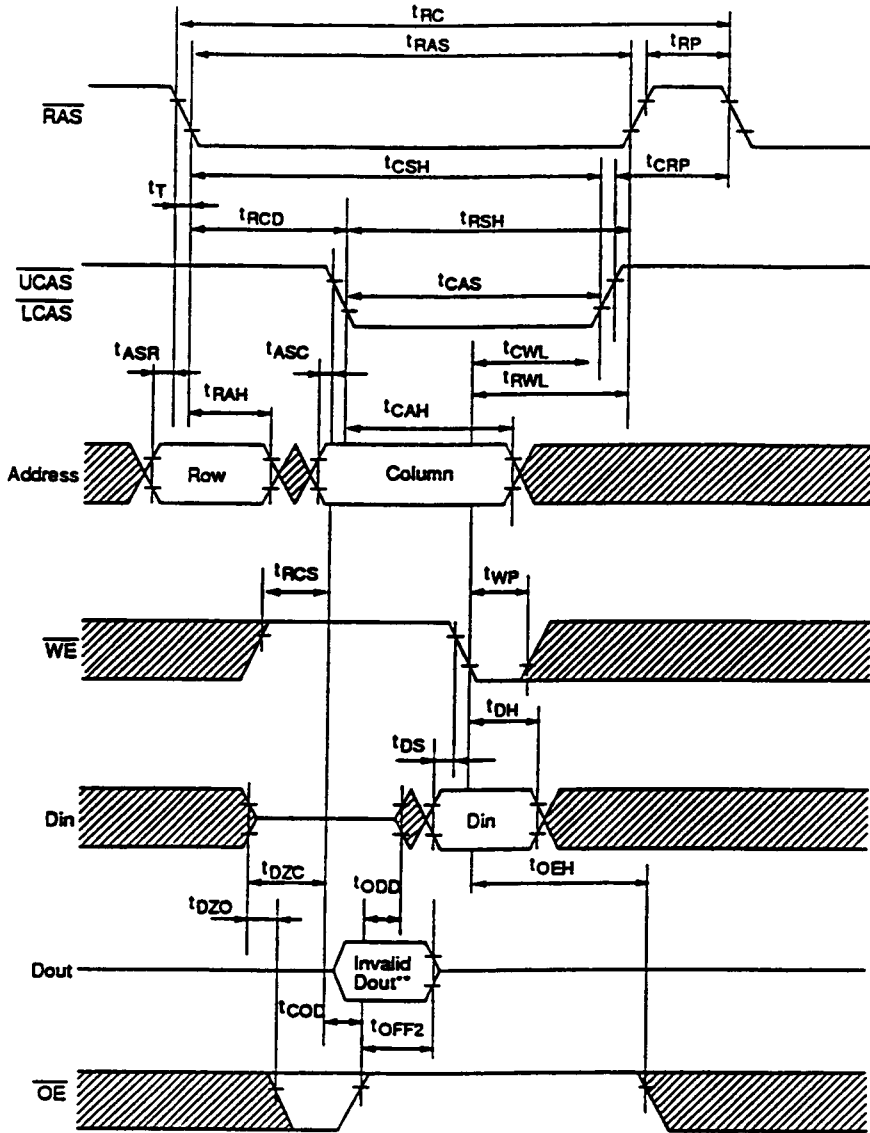 tRC
tRAS
tRP
RAS
tCSH
tCRP
tT
tRCD
tRSH
UCAS
LCAS
tCAS
tASR
tASC
tCWL
tRAH
tRWL
tCAH
Address
Row
Column
tRCS
tWP
WE
tDH
tDS
Din
Din
tDZC
tODD
tOEH
tDZO
Dout
Invalid
Dout**
tCOD
tOFF2
OE